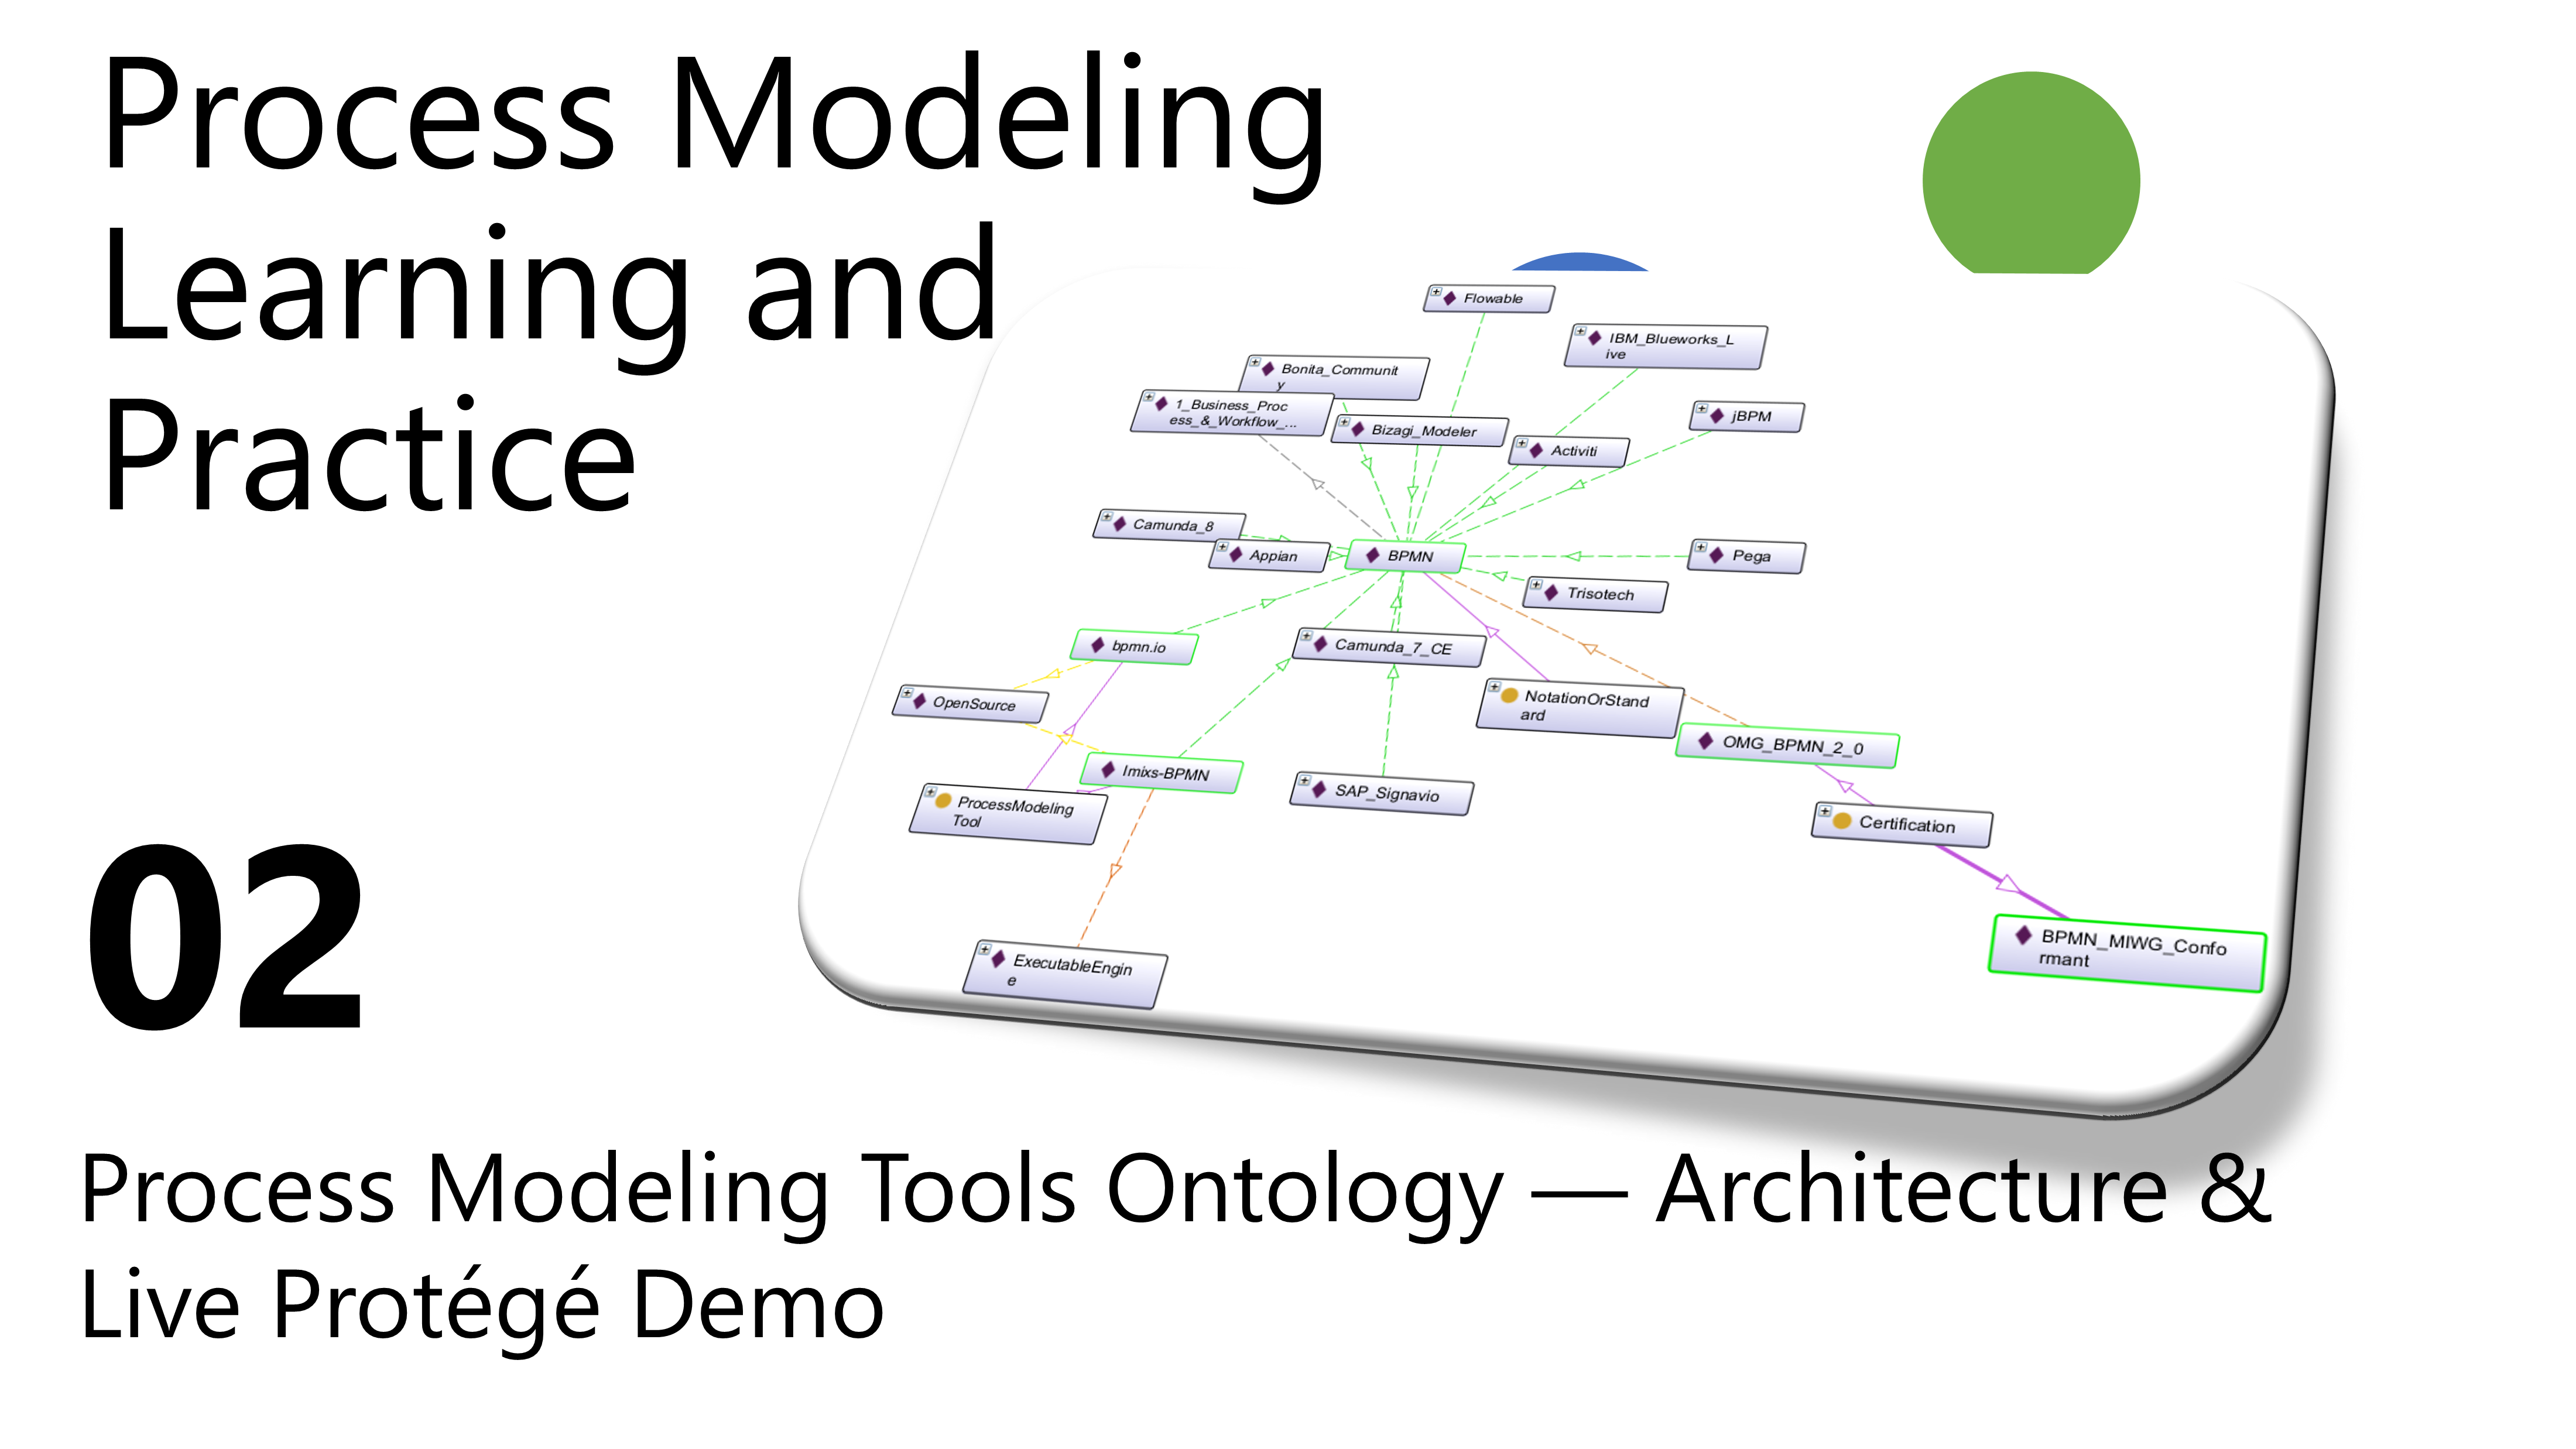 Process Modeling
Learning and
Practice
Flowable
IBM_Blueworks_L
ive
Bonita_Communit
y
1_Business_Proc
ess_&_Workflow_...
Bizagi_Modeler
jBPM
Activiti
Camunda_8
Appian
BPMN
Pega
Trisotech
bpmn.io
Camunda_7_CE
OpenSource
NotationOrStand
ard
OMG_BPMN_2_0
Imixs-BPMN
SAP_Signavio
ProcessModeling
Tool
Certification
BPMN_MIWG_Confo
rmant
ExecutableEngin
e
02
Process Modeling Tools Ontology — Architecture &
Live Protégé Demo